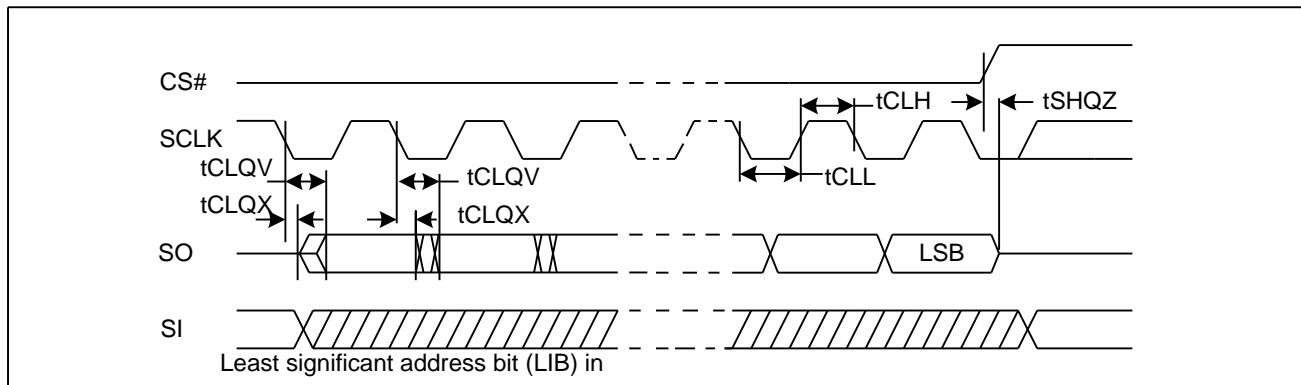 CS#
tCLH
tSHQZ
SCLK
tCLQV
tCLQV
tCLL
tCLQX
tCLQX
SO
LSB
SI
Least significant address bit (LIB) in